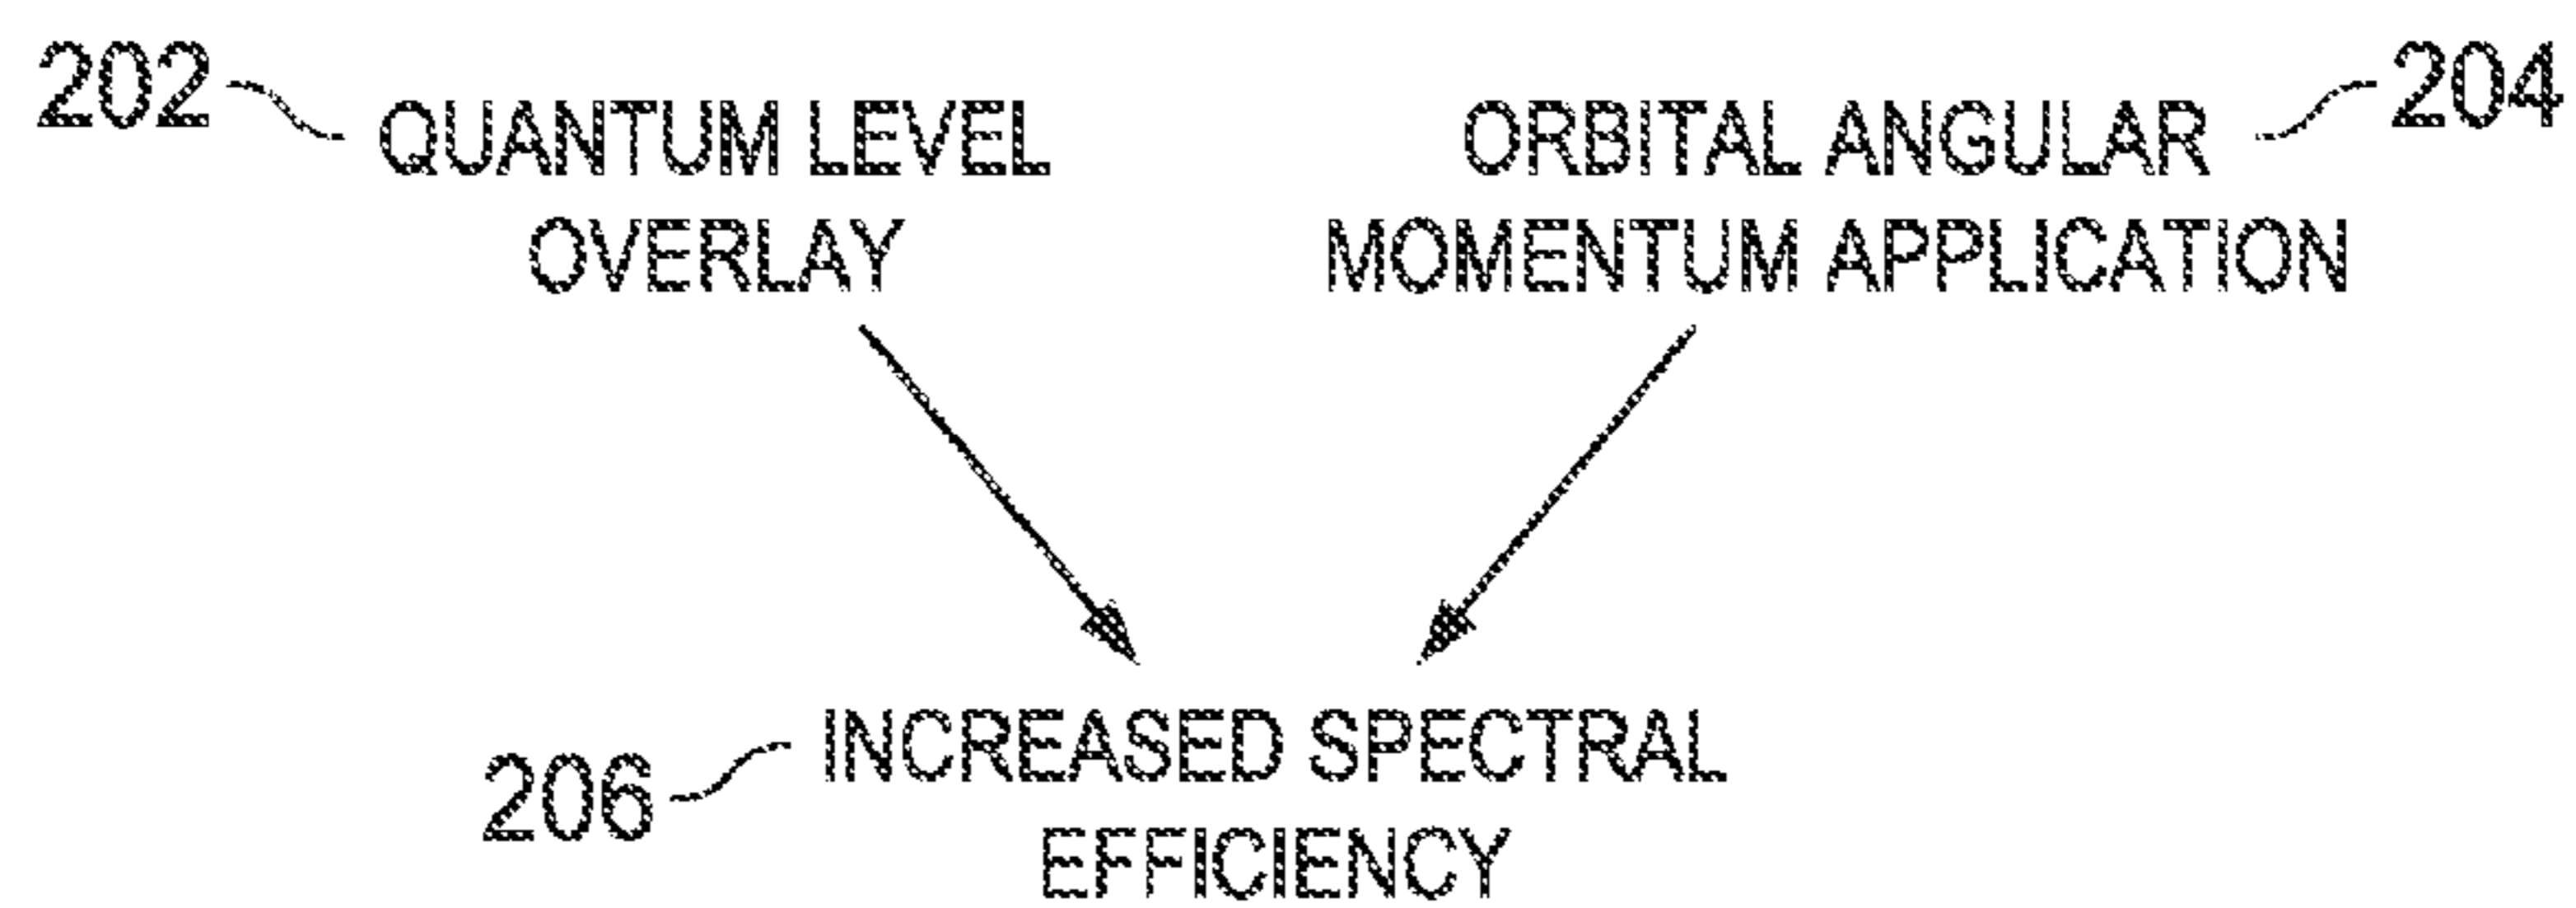 202
QUANTUM LEVEL
OVERLAY
ORBITAL ANGULAR
MOMENTUM APPLICATION
204
206
INCREASED SPECTRAL
EFFICIENCY